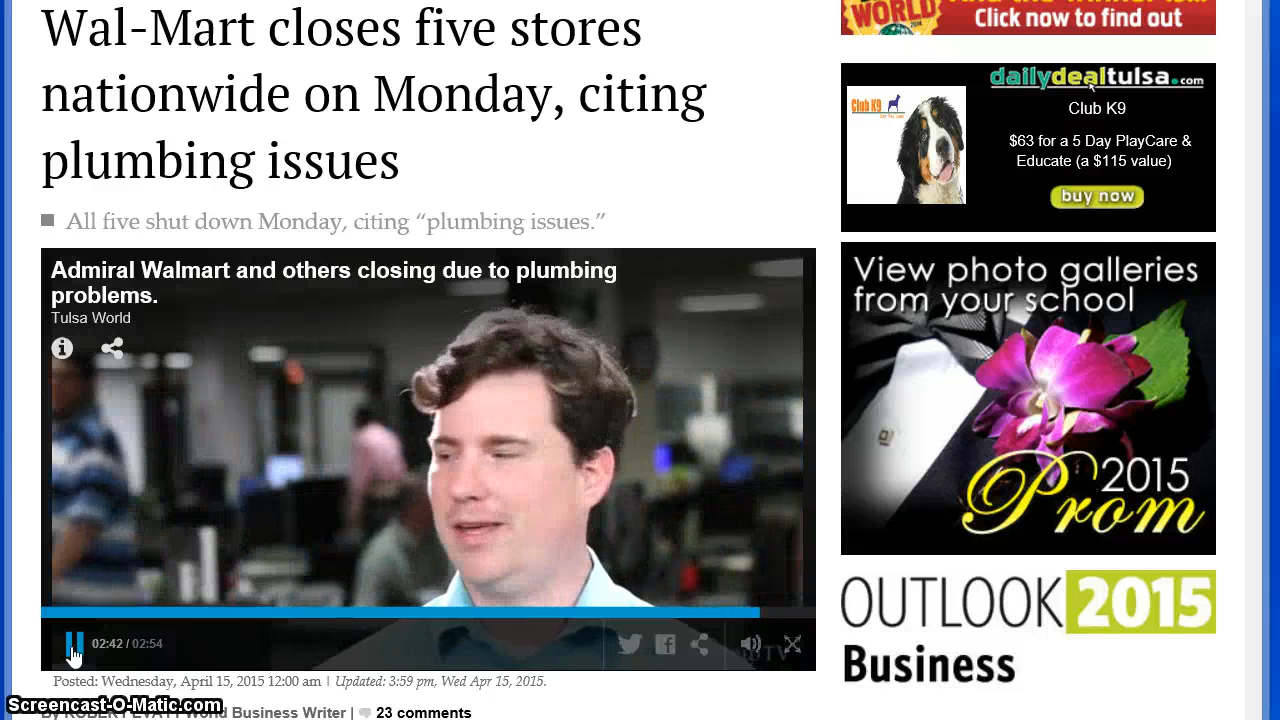 Wal-Mart closes five stores
nationwide on Monday, citing
plumbing issues
All five shut down Monday, citing “plumbing issues.”
Admiral Walmart and others closing due to plumbing
problems.
Tulsa World
02:42 / 02:54
Posted: Wednesday, April 15, 2015 12:00 am | Updated: 3:59 pm, Wed Apr 15, 2015.
World Business Writer | 23 comments
Screencast-O-Matic.com
WORLD
Click now to find out
dailydealtulsa.com
Club K9
Club K9
$63 for a 5 Day PlayCare &
Educate (a $115 value)
buy now
View photo galleries
from your school
2015
Prom
OUTLOOK 2015
Business